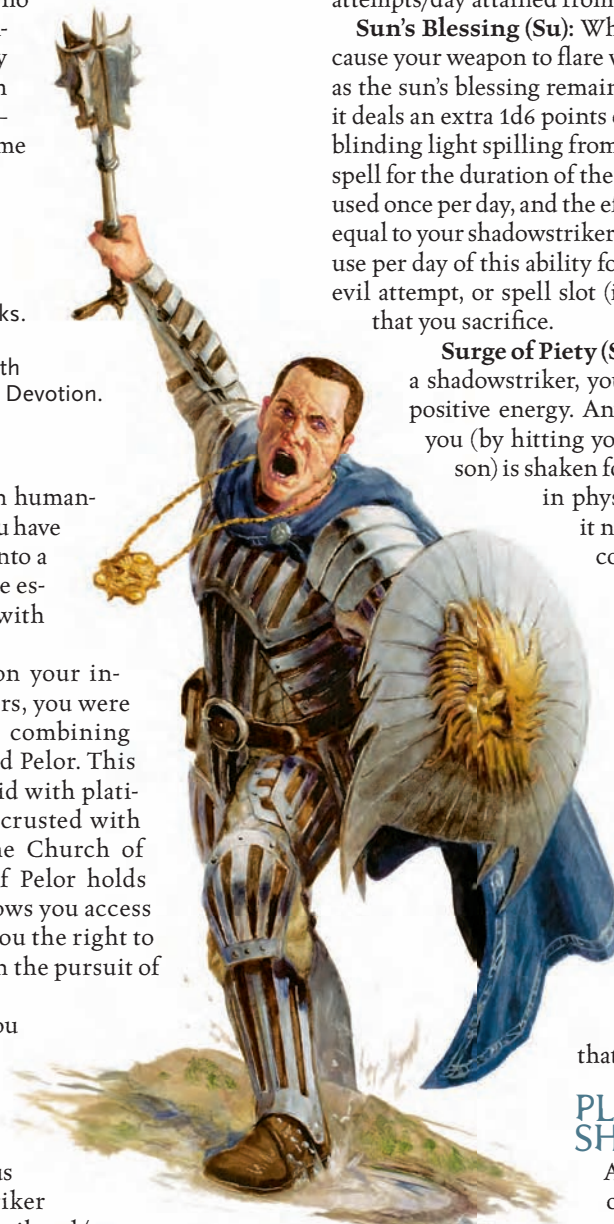 me
ks.
th
Devotion.
n human-
u have
nto a
e es-
with
on your in-
rs, you were
combining
d Pelor. This
id with plati-
crusted with
e Church of
f Pelor holds
ows you access
ou the right to
n the pursuit of
ou
us
riker
attempts/day attained from
Sun's Blessing (Su): Wh
cause your weapon to flare
as the sun's blessing remain
it deals an extra 1d6 points
blinding light spilling from
spell for the duration of the
used once per day, and the ef
equal to your shadowstriker
use per day of this ability fo
evil attempt, or spell slot (i
that you sacrifice.
Surge of Piety (S
a shadowstriker, you
positive energy. An
you (by hitting yo
son) is shaken fo
in phys
it n
co
that
PL
SH
A
o